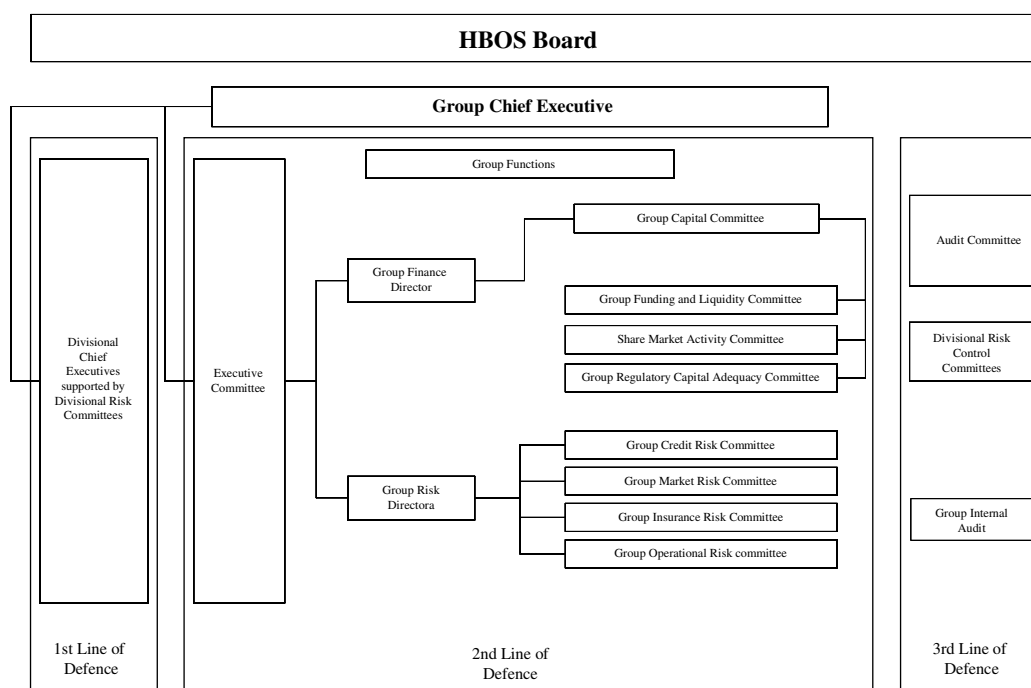 HBOS Board
Group Chief Executive
Group Functions
Divisional
Chief
Executives
supported by
Divisional Risk
Committees
Executive
Committee
Group Finance
Director
Group Risk
Directora
Group Capital Committee
Group Funding and Liquidity Committee
Share Market Activity Committee
Group Regulatory Capital Adequacy Committee
Group Credit Risk Committee
Group Market Risk Committee
Group Insurance Risk Committee
Group Operational Risk committee
Audit Committee
Divisional Risk
Control
Committees
Group Internal
Audit
1st Line of
Defence
2nd Line of
Defence
3rd Line of
Defence